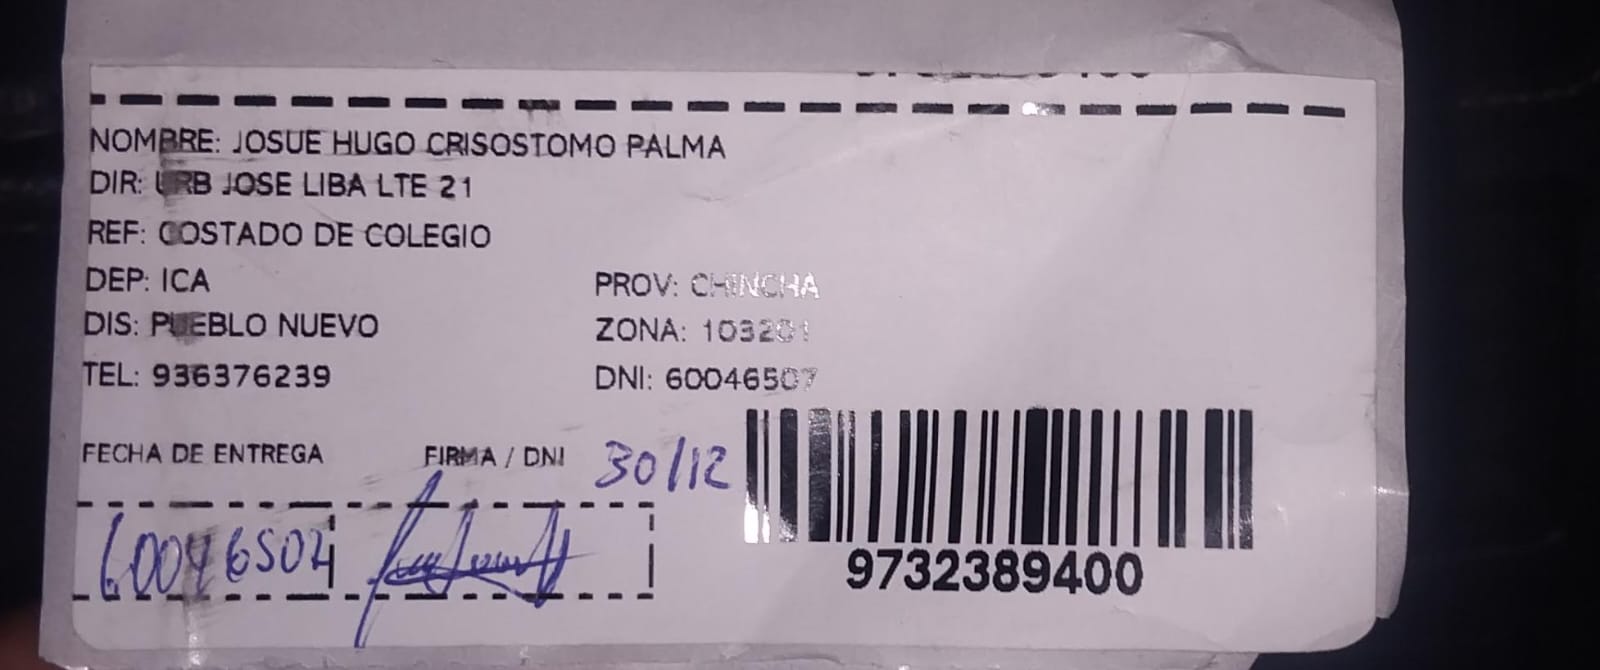 NOMBRE: JOSUE HUGO CRISOSTOMO PALMA
DIR: URB JOSE LIBA LTE 21
REF: COSTADO DE COLEGIO
DEP: ICA PROV: CHINCHA
DIS: PUEBLO NUEVO ZONA: 103201
TEL: 936376239 DNI: 60046507
FECHA DE ENTREGA FIRMA / DNI 30/12
60046507
9732389400